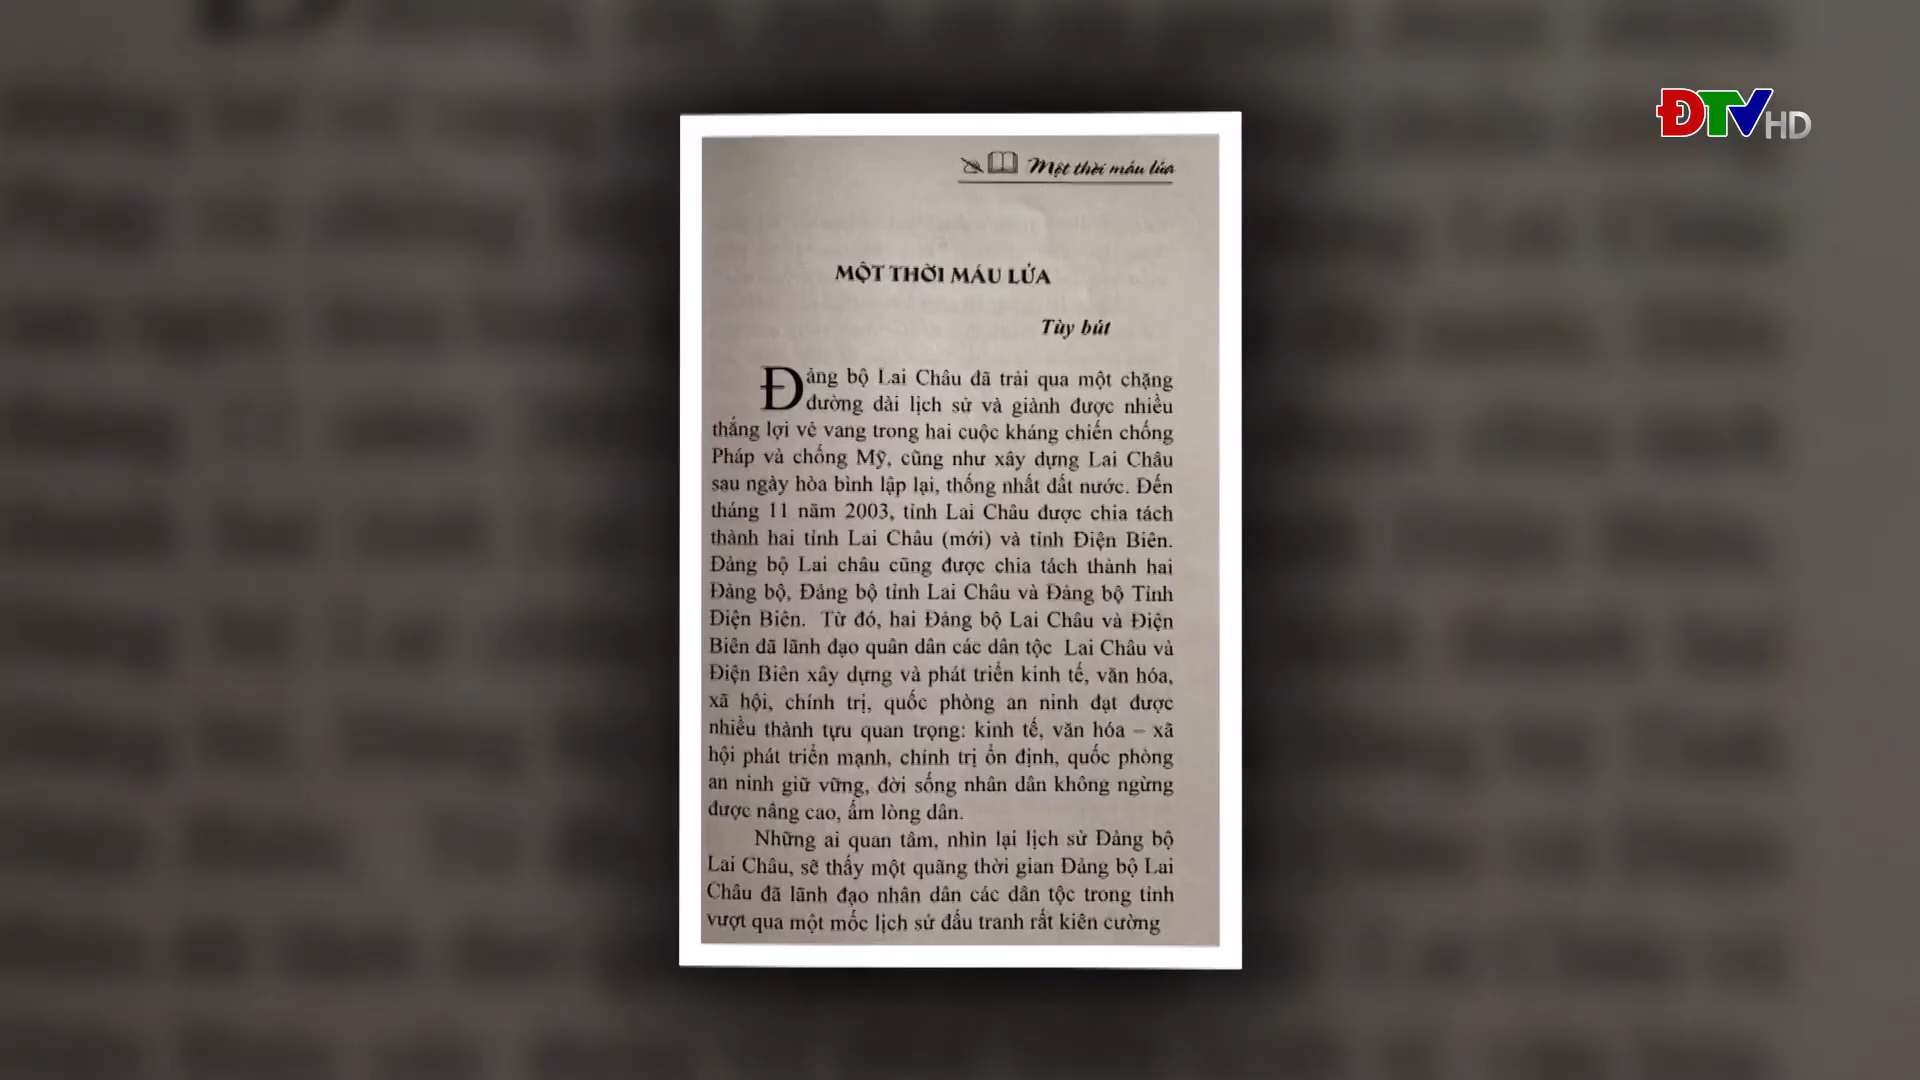 ĐTV HD
Một thời máu lửa
MỘT THỜI MÁU LỬA
Tùy bút
Đảng bộ Lai Châu đã trải qua một chặng
đường dài lịch sử và giành được nhiều
thắng lợi vẻ vang trong hai cuộc kháng chiến chống
Pháp và chống Mỹ, cũng như xây dựng Lai Châu
sau ngày hòa bình lập lại, thống nhất đất nước. Đến
tháng 11 năm 2003, tỉnh Lai Châu được chia tách
thành hai tỉnh Lai Châu (mới) và tỉnh Điện Biên.
Đảng bộ Lai châu cũng được chia tách thành hai
Đảng bộ, Đảng bộ tỉnh Lai Châu và Đảng bộ Tỉnh
Điện Biên. Từ đó, hai Đảng bộ Lai Châu và Điện
Biên đã lãnh đạo quân dân các dân tộc Lai Châu và
Điện Biên xây dựng và phát triển kinh tế, văn hóa,
xã hội, chính trị, quốc phòng an ninh đạt được
nhiều thành tựu quan trọng: kinh tế, văn hóa – xã
hội phát triển mạnh, chính trị ổn định, quốc phòng
an ninh giữ vững, đời sống nhân dân không ngừng
được nâng cao, ấm lòng dân.
Những ai quan tâm, nhìn lại lịch sử Đảng bộ
Lai Châu, sẽ thấy một quãng thời gian Đảng bộ Lai
Châu đã lãnh đạo nhân dân các dân tộc trong tỉnh
vượt qua một mốc lịch sử đấu tranh rất kiên cường